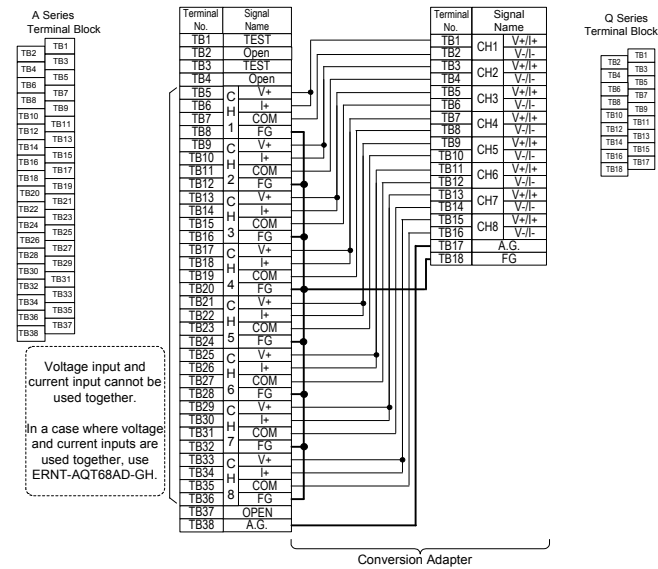 A Series
Terminal Block
TB1
TB2
TB3
TB4
TB5
TB6
TB7
TB8
TB9
TB10
TB11
TB12
TB13
TB14
TB15
TB16
TB17
TB18
TB19
TB20
TB21
TB22
TB23
TB24
TB25
TB26
TB27
TB28
TB29
TB30
TB31
TB32
TB33
TB34
TB35
TB36
TB37
TB38
Voltage input and
current input cannot be
used together.
In a case where voltage
and current inputs are
used together, use
ERNT-AQT68AD-GH.
Terminal No. Signal Name
TB1 TEST
TB2 Open
TB3 TEST
TB4 Open
CH1
TB5 V+
TB6 I+
TB7 COM
TB8 FG
CH2
TB9 V+
TB10 I+
TB11 COM
TB12 FG
CH3
TB13 V+
TB14 I+
TB15 COM
TB16 FG
CH4
TB17 V+
TB18 I+
TB19 COM
TB20 FG
CH5
TB21 V+
TB22 I+
TB23 COM
TB24 FG
CH6
TB25 V+
TB26 I+
TB27 COM
TB28 FG
CH7
TB29 V+
TB30 I+
TB31 COM
TB32 FG
CH8
TB33 V+
TB34 I+
TB35 COM
TB36 FG
TB37 OPEN
TB38 A.G.
Terminal No. Signal Name
CH1
TB1 V+/I+
TB2 V-/I-
CH2
TB3 V+/I+
TB4 V-/I-
CH3
TB5 V+/I+
TB6 V-/I-
CH4
TB7 V+/I+
TB8 V-/I-
CH5
TB9 V+/I+
TB10 V-/I-
CH6
TB11 V+/I+
TB12 V-/I-
CH7
TB13 V+/I+
TB14 V-/I-
CH8
TB15 V+/I+
TB16 V-/I-
TB17 A.G.
TB18 FG
Conversion Adapter
Q Series
Terminal Block
TB1
TB2
TB3
TB4
TB5
TB6
TB7
TB8
TB9
TB10
TB11
TB12
TB13
TB14
TB15
TB16
TB17
TB18